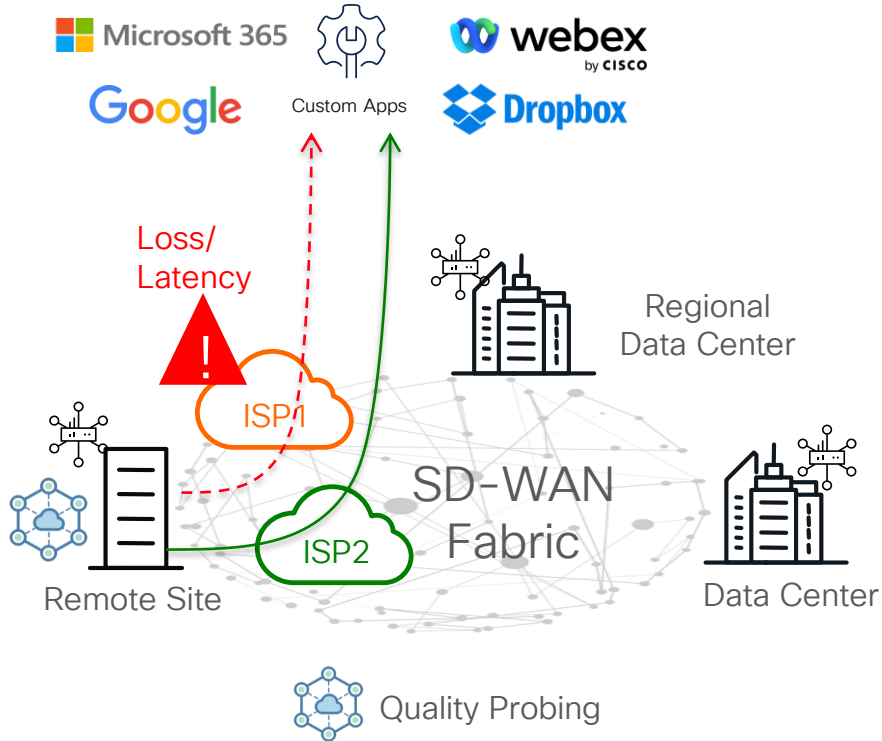 Microsoft 365
webex
by CISCO
Google
Custom Apps
Dropbox
Loss/
Latency
!
Regional
Data Center
ISP1
SD-WAN
Fabric
ISP2
Remote Site
Data Center
Quality Probing